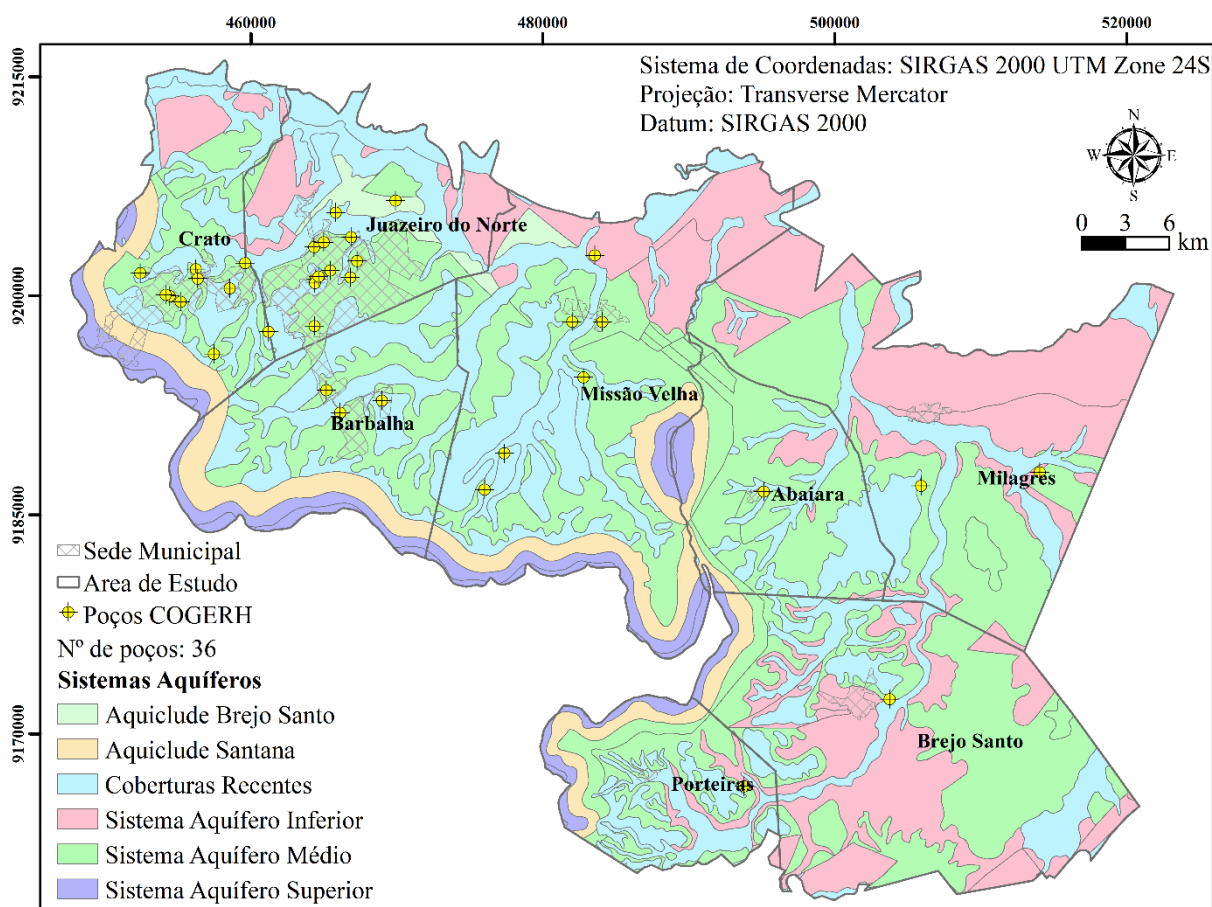 460000
480000
500000
520000
9215000
9200000
9185000
9170000
Sistema de Coordenadas: SIRGAS 2000 UTM Zone 24S
Projeção: Transverse Mercator
Datum: SIRGAS 2000
N
W
E
S
0 3 6
km
Juazeiro do Norte
Crato
Missão Velha
Barbalha
Milagres
Abaiara
Brejo Santo
Porteiras
Sede Municipal
Area de Estudo
Poços COGERH
Nº de poços: 36
Sistemas Aquíferos
Aquiclude Brejo Santo
Aquiclude Santana
Coberturas Recentes
Sistema Aquífero Inferior
Sistema Aquífero Médio
Sistema Aquífero Superior